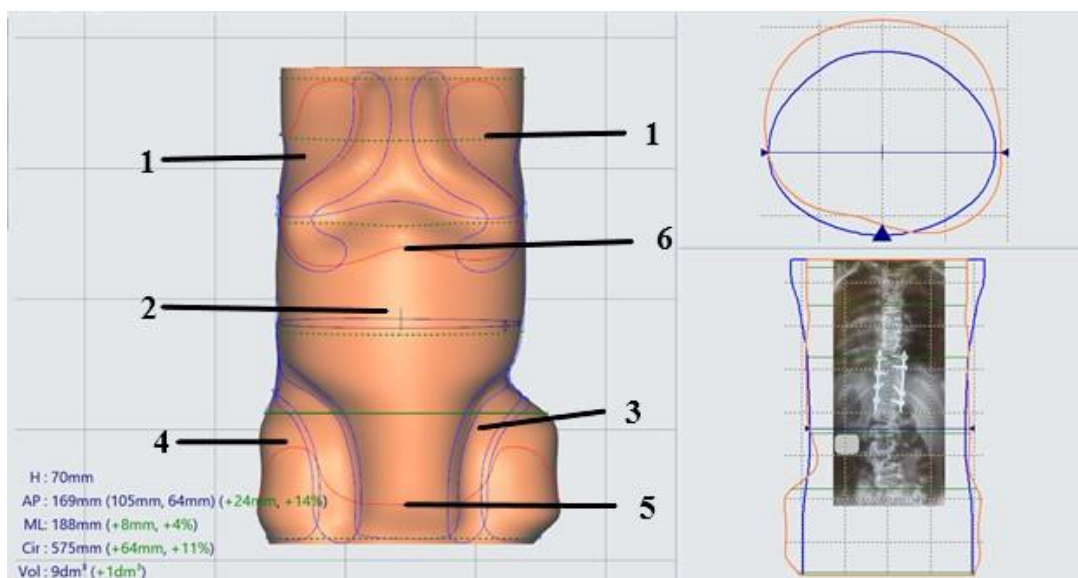 1
1
6
2
3
4
5
H : 70mm
AP : 169mm (105mm, 64mm) (+24mm, +14%)
ML: 188mm (+8mm, +4%)
Cir : 575mm (+64mm, +11%)
Vol : 9dm³ (+1dm³)